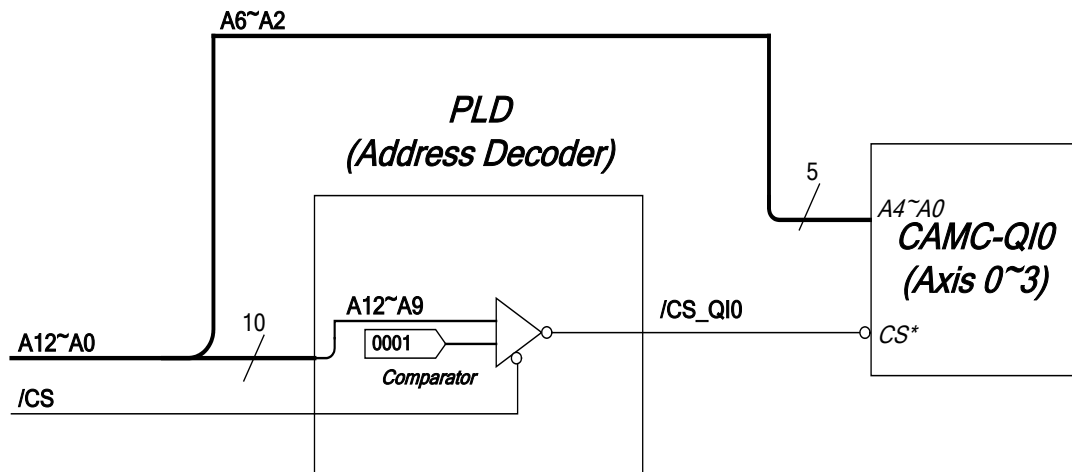 A6~A2
PLD
(Address Decoder)
5
A4~A0
CAMC-QI0
(Axis 0~3)
A12~A9
/CS_QI0
10
0001
CS*
A12~A0
Comparator
/CS